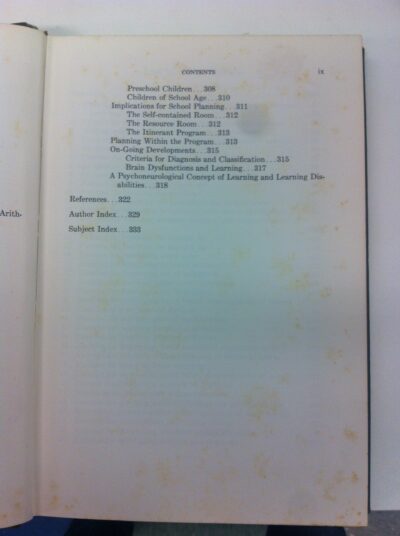 Arith-
CONTENTS ix
Preschool Children...308
Children of School Age...310
Implications for School Planning...311
The Self-contained Room...312
The Resource Room...312
The Itinerant Program...313
Planning Within the Program...313
On-Going Developments...315
Criteria for Diagnosis and Classification...315
Brain Dysfunctions and Learning...317
A Psychoneurological Concept of Learning and Learning Dis-
abilities...318
References...322
Author Index...329
Subject Index...333